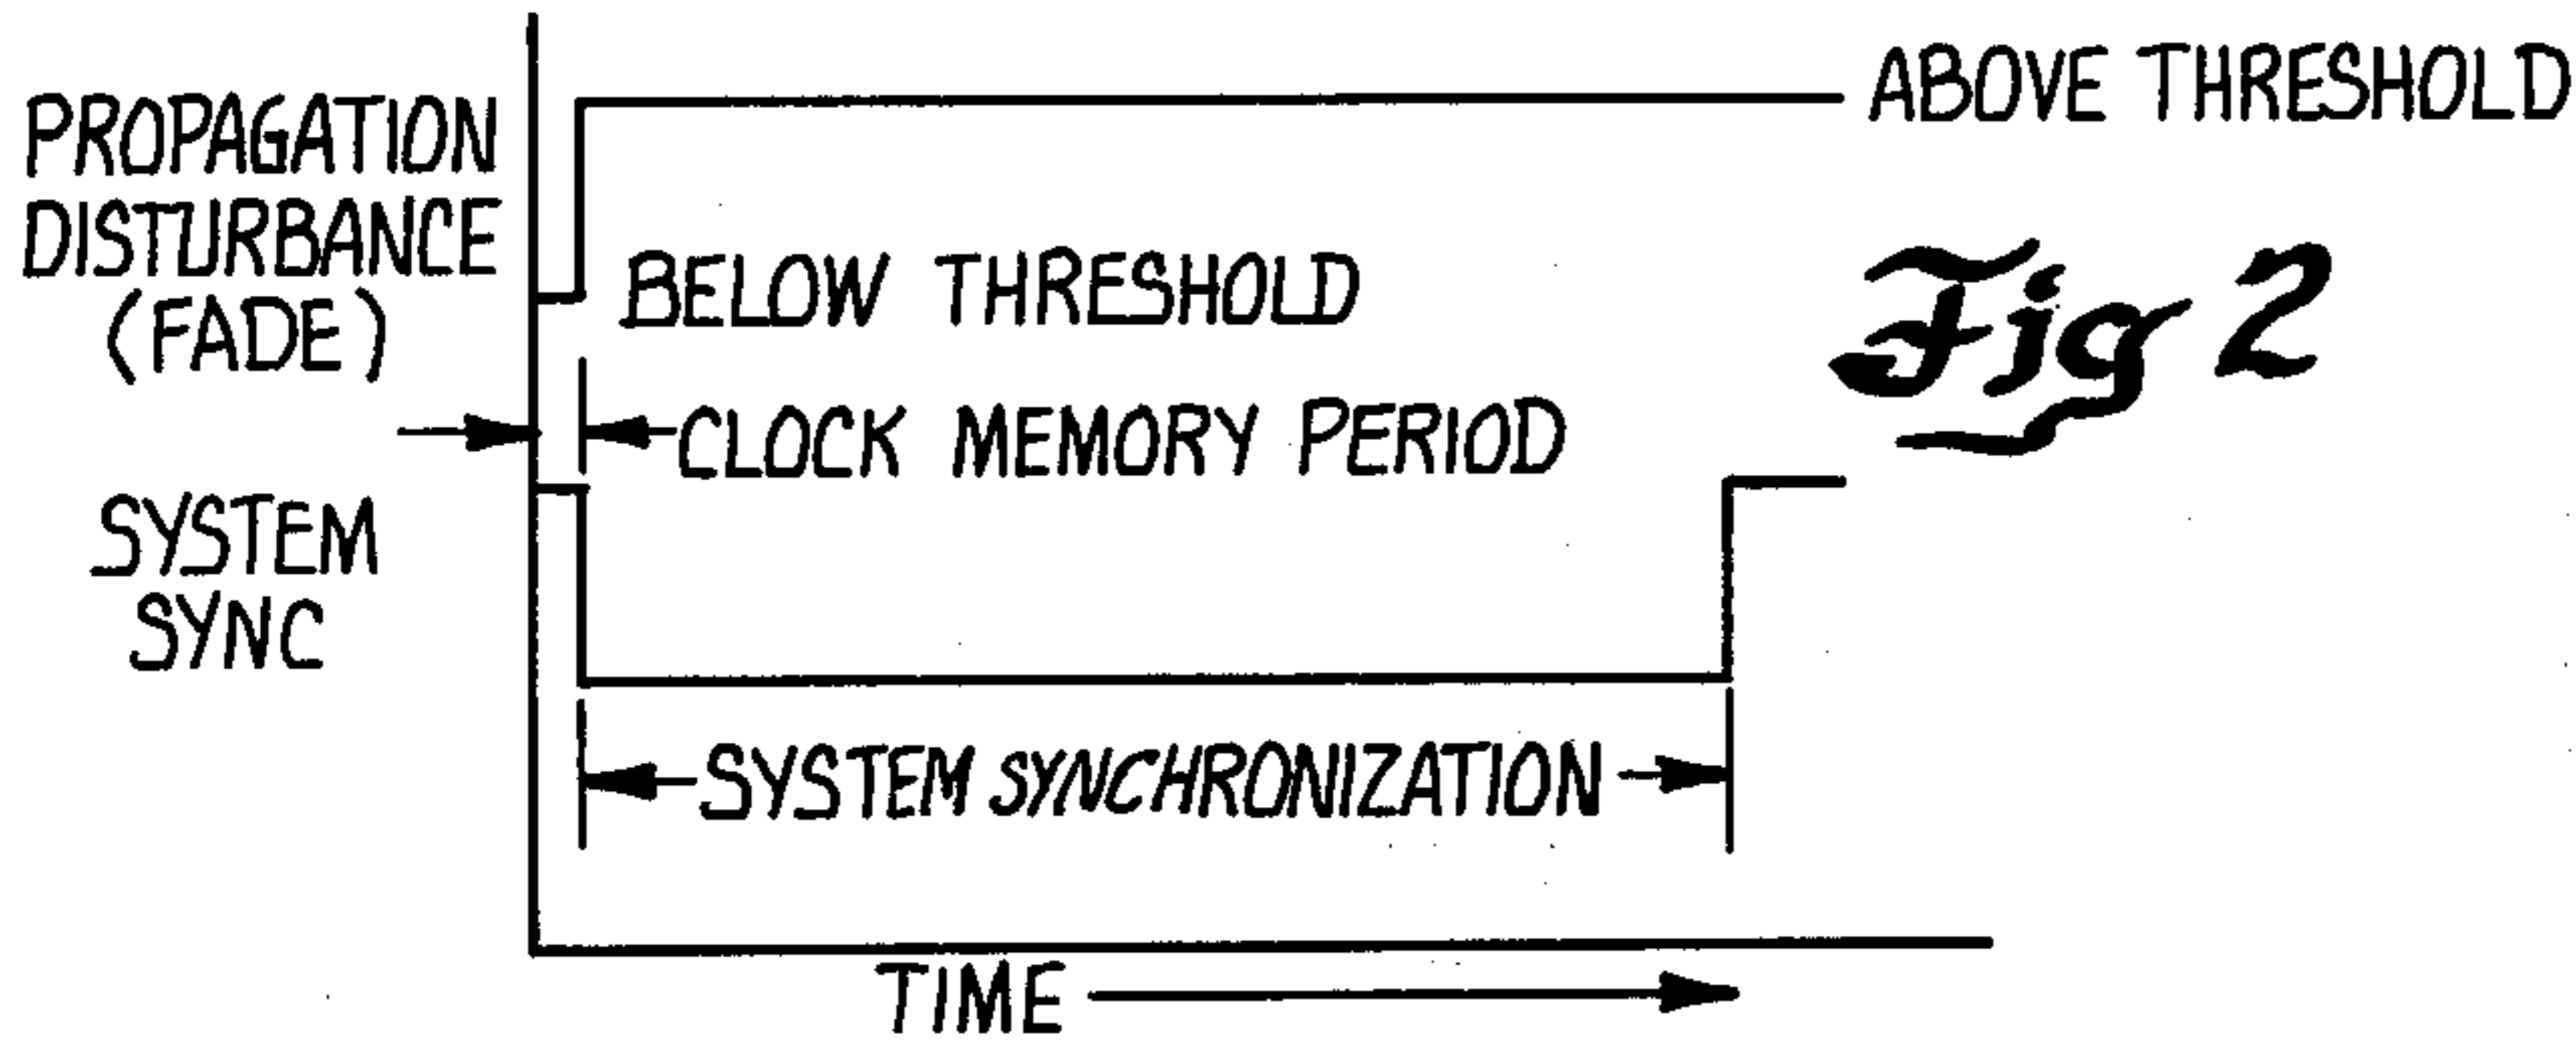 ABOVE THRESHOLD
PROPAGATION
DISTURBANCE
(FADE)
BELOW THRESHOLD
Fig 2
CLOCK MEMORY PERIOD
SYSTEM
SYNC
SYSTEM SYNCHRONIZATION
TIME